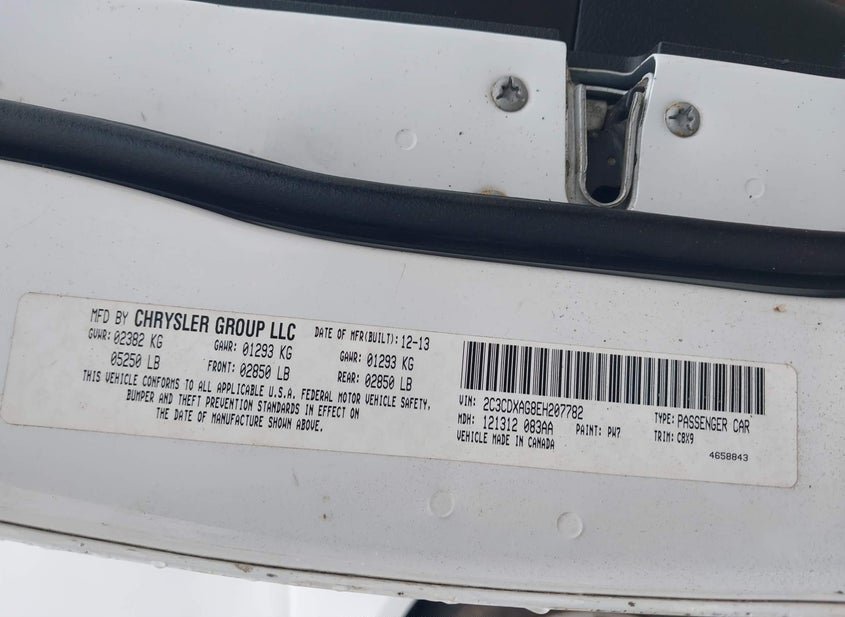 MFD BY CHRYSLER GROUP LLC DATE OF MFR(BUILT): 12-13
GVWR: 02382 KG GAWR: 01293 KG GAWR: 01293 KG
05250 LB FRONT: 02850 LB REAR: 02850 LB
THIS VEHICLE CONFORMS TO ALL APPLICABLE U.S.A. FEDERAL MOTOR VEHICLE SAFETY,
BUMPER AND THEFT PREVENTION STANDARDS IN EFFECT ON
THE DATE OF MANUFACTURE SHOWN ABOVE.
VIN: 2C3CDXAG8EH207782 TYPE: PASSENGER CAR
MDH: 121312 083AA PAINT: PW7 TRIM: C8X9
VEHICLE MADE IN CANADA
4658843